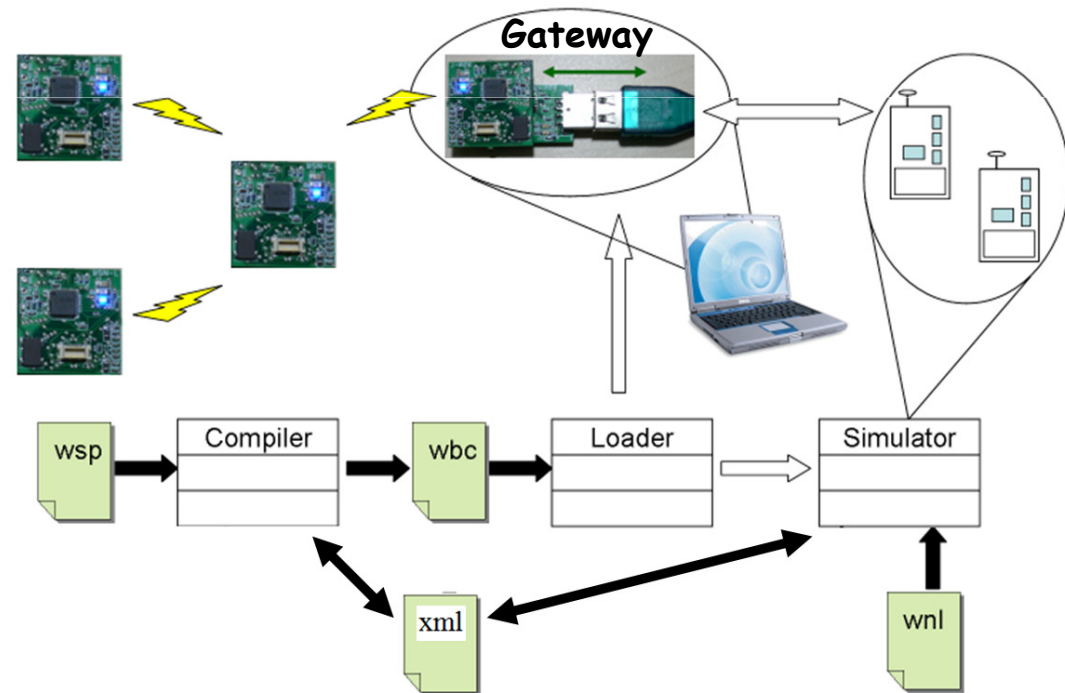 Gateway
wsp
Compiler
wbc
Loader
Simulator
xml
wnl